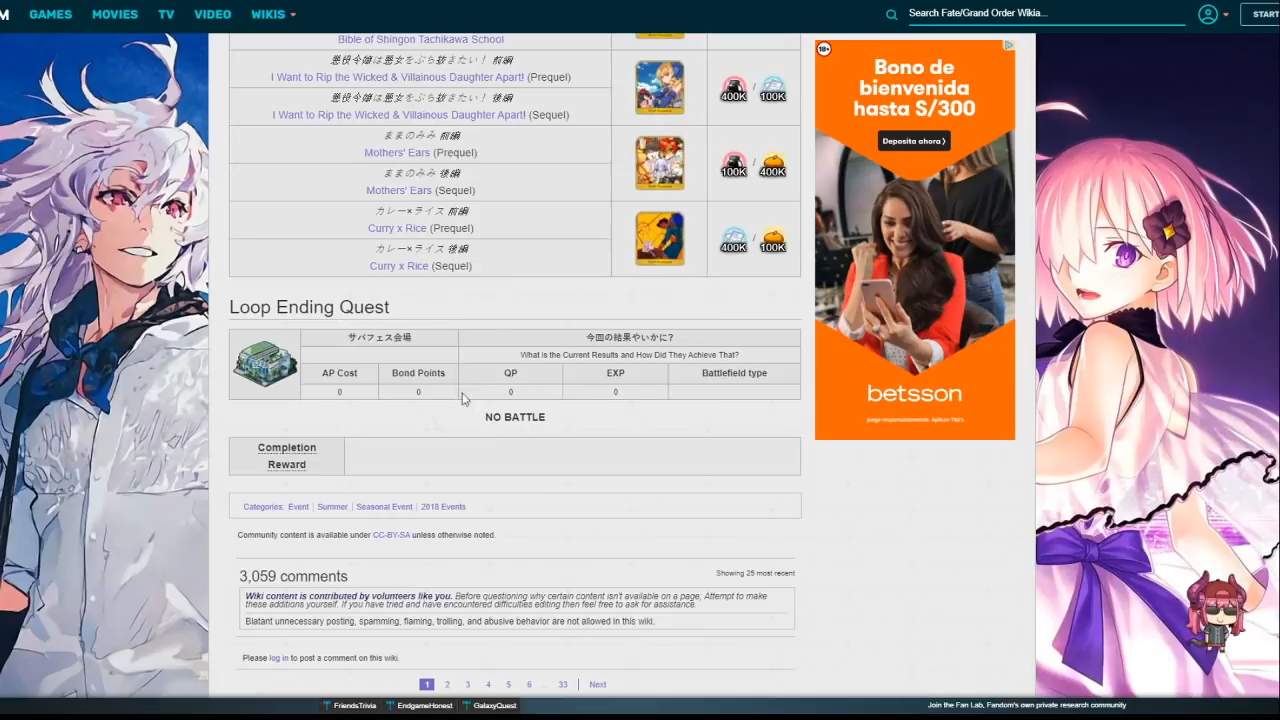 M GAMES MOVIES TV VIDEO WIKIS Search Fate/Grand Order Wikia... START
Bible of Shingon Tachikawa School
悪役令嬢は悪女をぶち抜きたい! 前編
I Want to Rip the Wicked & Villainous Daughter Apart! (Prequel)
400K / 100K
悪役令嬢は悪女をぶち抜きたい! 後編
I Want to Rip the Wicked & Villainous Daughter Apart! (Sequel)
ままのみみ 前編
Mothers' Ears (Prequel)
100K / 400K
ままのみみ 後編
Mothers' Ears (Sequel)
カレー×ライス 前編
Curry x Rice (Prequel)
400K / 100K
カレー×ライス 後編
Curry x Rice (Sequel)
Loop Ending Quest
サバフェス会場
今回の結果やいかに?
What is the Current Results and How Did They Achieve That?
AP Cost Bond Points QP EXP Battlefield type
0 0 0 0
NO BATTLE
Completion
Reward
Categories: Event Summer Seasonal Event 2018 Events
Community content is available under CC-BY-SA unless otherwise noted.
3,059 comments
Showing 25 most recent
Wiki content is contributed by volunteers like you. Before questioning why certain content isn't available on a page; Attempt to make
these additions yourself. If you have tried and have encountered difficulties editing then feel free to ask for assistance.
Blatant unnecessary posting, spamming, flaming, trolling, and abusive behavior are not allowed in this wiki.
Please log in to post a comment on this wiki.
1 2 3 4 5 6 ... 33 Next
18+
Bono de
bienvenida
hasta S/300
Deposita ahora ❭
betsson
Juega responsablemente. Aplican T&Cs
FriendsTrivia EndgameHonest GalaxyQuest
Join the Fan Lab, Fandom's own private research community